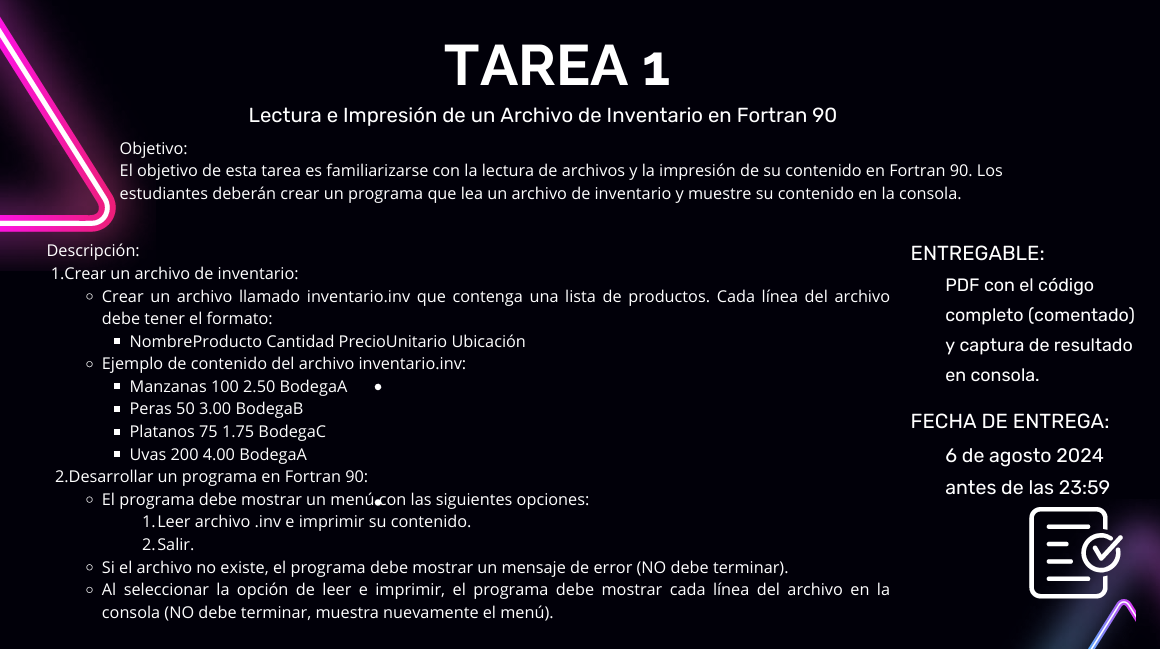 TAREA 1
Lectura e Impresión de un Archivo de Inventario en Fortran 90
Objetivo:
El objetivo de esta tarea es familiarizarse con la lectura de archivos y la impresión de su contenido en Fortran 90. Los
estudiantes deberán crear un programa que lea un archivo de inventario y muestre su contenido en la consola.
Descripción:
1.Crear un archivo de inventario:
Crear un archivo llamado inventario.inv que contenga una lista de productos. Cada línea del archivo
debe tener el formato:
NombreProducto Cantidad PrecioUnitario Ubicación
Ejemplo de contenido del archivo inventario.inv:
Manzanas 100 2.50 BodegaA
Peras 50 3.00 BodegaB
Platanos 75 1.75 BodegaC
Uvas 200 4.00 BodegaA
2.Desarrollar un programa en Fortran 90:
El programa debe mostrar un menú con las siguientes opciones:
1.Leer archivo .inv e imprimir su contenido.
2.Salir.
Si el archivo no existe, el programa debe mostrar un mensaje de error (NO debe terminar).
Al seleccionar la opción de leer e imprimir, el programa debe mostrar cada línea del archivo en la
consola (NO debe terminar, muestra nuevamente el menú).
ENTREGABLE:
PDF con el código
completo (comentado)
y captura de resultado
en consola.
FECHA DE ENTREGA:
6 de agosto 2024
antes de las 23:59